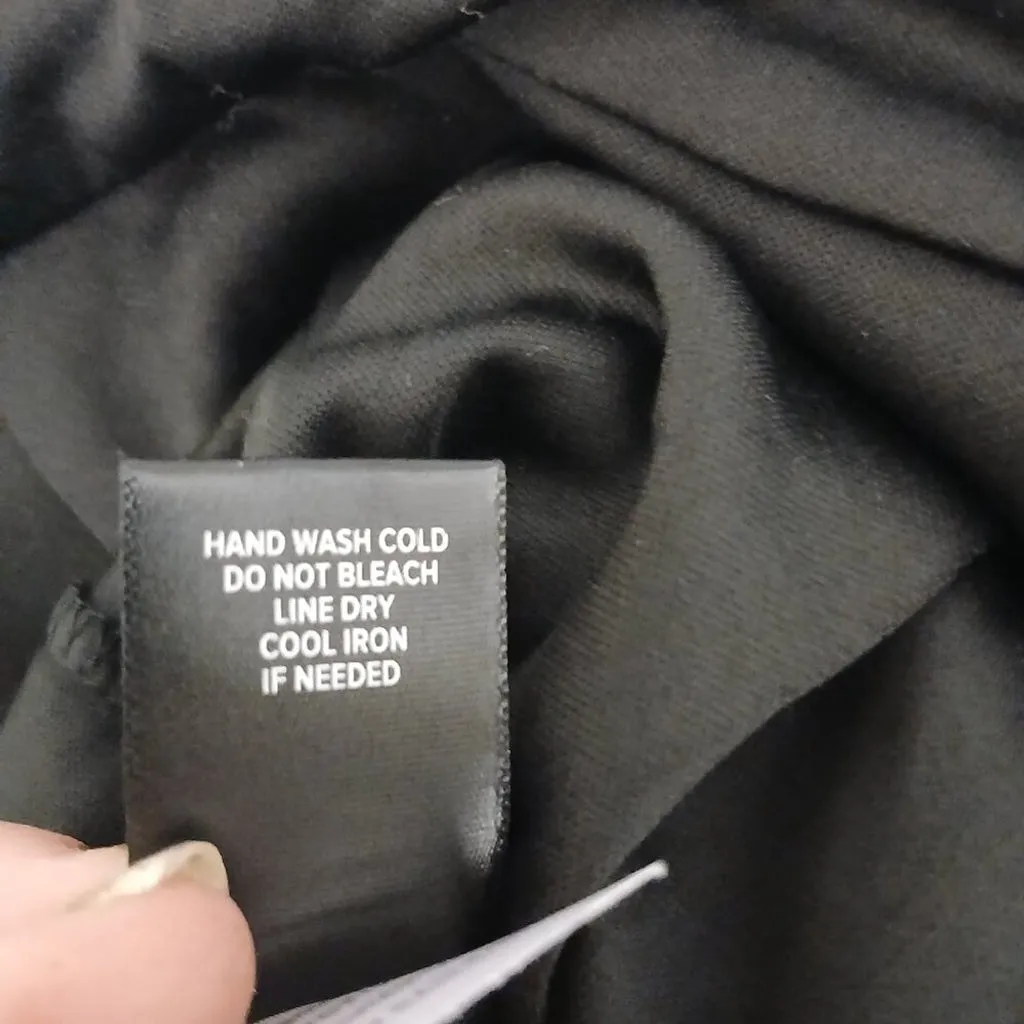 HAND WASH COLD
DO NOT BLEACH
LINE DRY
COOL IRON
IF NEEDED